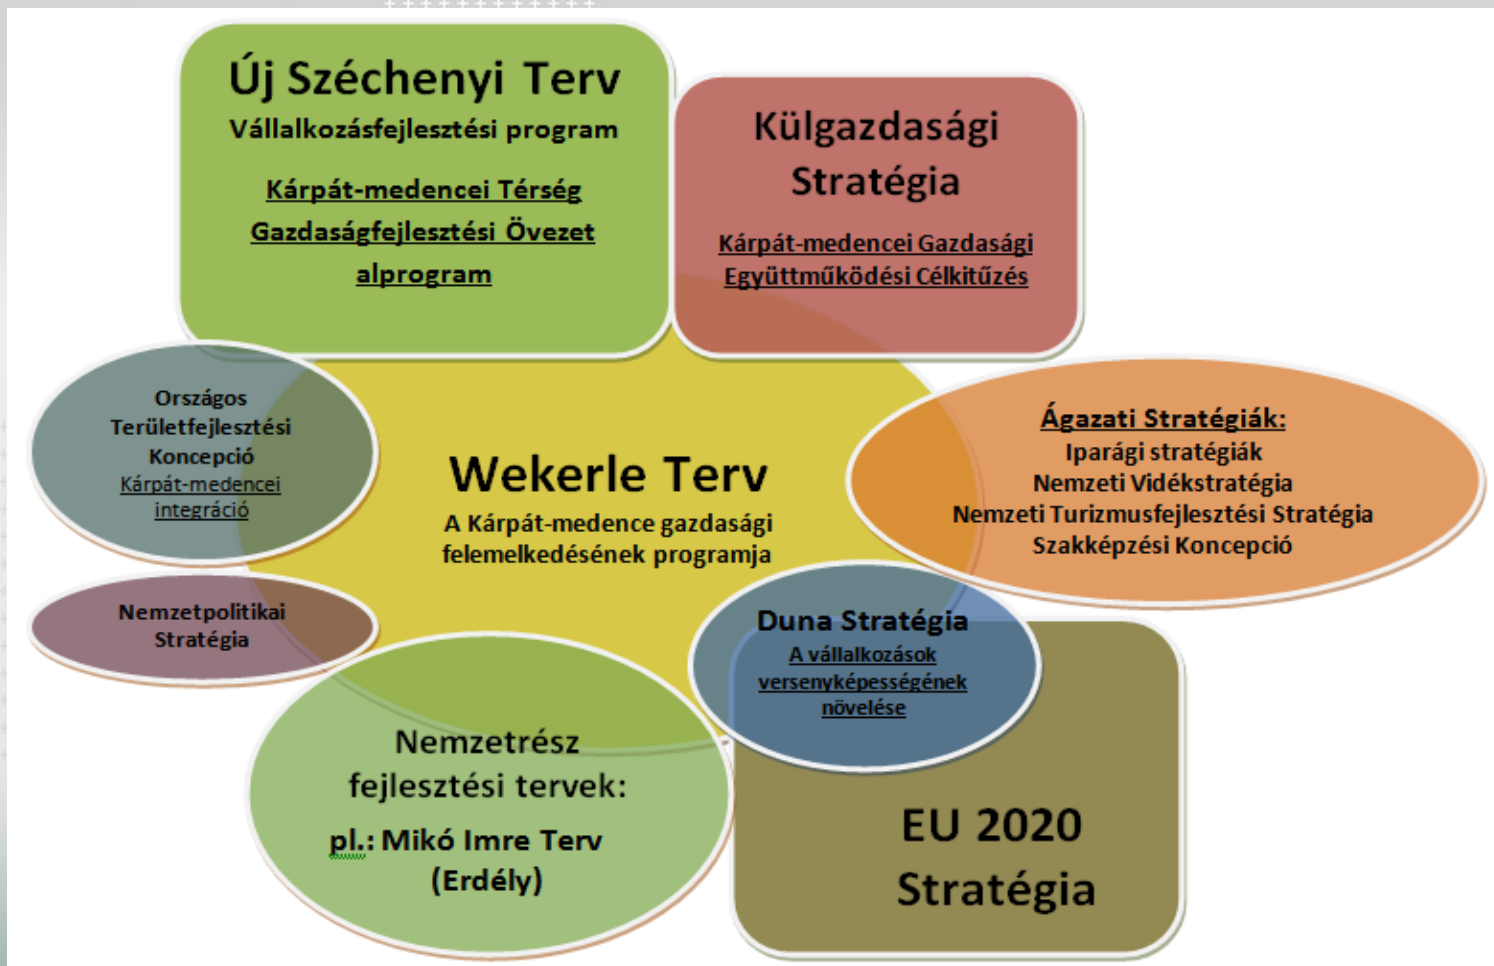 Új Széchenyi Terv
Vállalkozásfejlesztési program
Kárpát-medencei Térség
Gazdaságfejlesztési Övezet
alprogram
Külgazdasági
Stratégia
Kárpát-medencei Gazdasági
Együttműködési Célkitűzés
Országos
Területfejlesztési
Koncepció
Kárpát-medencei
integráció
Wekerle Terv
A Kárpát-medence gazdasági
felemelkedésének programja
Ágazati Stratégiák:
Iparági stratégiák
Nemzeti Vidékstratégia
Nemzeti Turizmusfejlesztési Stratégia
Szakképzési Koncepció
Nemzetpolitikai
Stratégia
Duna Stratégia
A vállalkozások
versenyképességének
növelése
Nemzetrész
fejlesztési tervek:
pl.: Mikó Imre Terv
(Erdély)
EU 2020
Stratégia